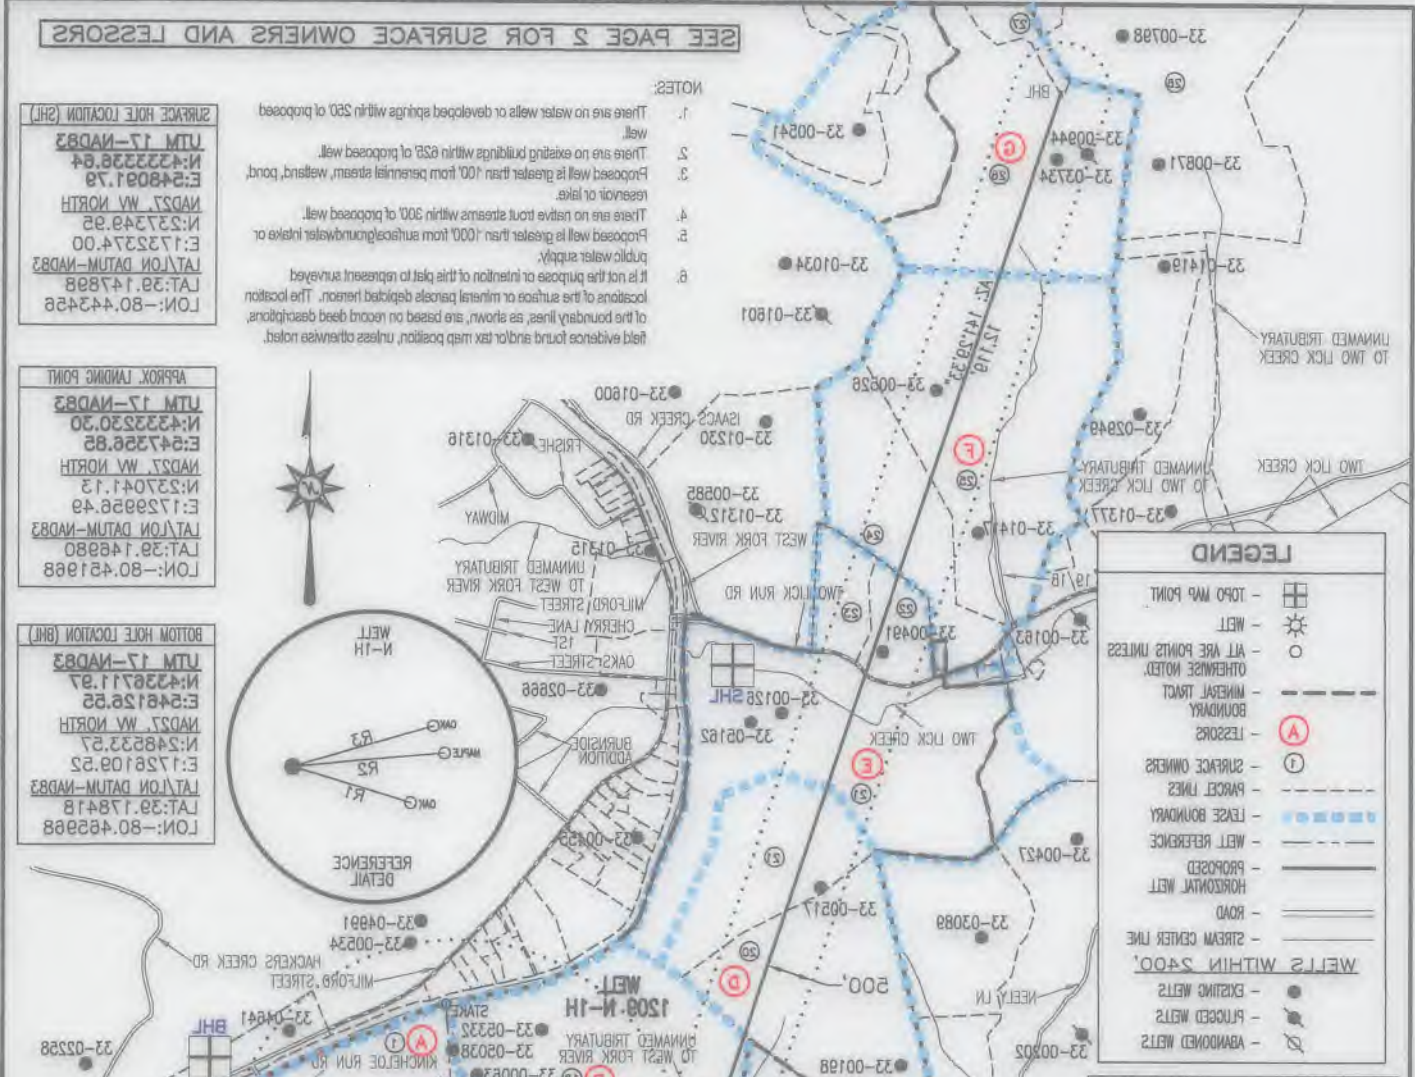 SEE PAGE 2 FOR SURFACE OWNERS AND LESSORS
NOTES:
1. There are no water wells or developed springs within 250' of proposed
well.
2. There are no existing buildings within 625' of proposed well.
3. Proposed well is greater than 100' from perennial stream, wetland, pond,
reservoir or lake.
4. There are no native trout streams within 300' of proposed well.
5. Proposed well is greater than 1000' from surface/groundwater intake or
public water supply.
6. It is not the purpose or intention of this plat to represent surveyed
locations of the surface or mineral parcels depicted hereon. The location
of the boundary lines, as shown, are based on record deed descriptions,
field evidence found and/or tax map position, unless otherwise noted.
SURFACE HOLE LOCATION (SHL)
UTM 17-NAD83
N:4333336.64
E:548091.79
NAD27, WV NORTH
N:237349.95
E:1732374.00
LAT/LON DATUM-NAD83
LAT:39.147898
LON:-80.443456
APPROX. LANDING POINT
UTM 17-NAD83
N:4333230.30
E:547356.85
NAD27, WV NORTH
N:237041.13
E:1729956.49
LAT/LON DATUM-NAD83
LAT:39.146980
LON:-80.451968
BOTTOM HOLE LOCATION (BHL)
UTM 17-NAD83
N:4336711.97
E:546126.55
NAD27, WV NORTH
N:248533.57
E:1726109.52
LAT/LON DATUM-NAD83
LAT:39.178418
LON:-80.465968
N
WELL
N-1H
OAK
R3
MAPLE
R2
R1
OAK
REFERENCE
DETAIL
27
33-00798
26
BHL
33-00541
33-00944
G
33-03734
33-00871
26
33-01034
33-01419
33-01601
AZ: 141°29'33"
12,119'
UNNAMED TRIBUTARY
TO TWO LICK CREEK
33-00626
33-01600
ISAACS CREEK RD
33-01230
33-02949
33-01316
FRISHE
F
25
UNNAMED TRIBUTARY
TO TWO LICK CREEK
TWO LICK CREEK
33-00585
33-01312
MIDWAY
33-01377
33-01417
WEST FORK RIVER
24
33-01315
UNNAMED TRIBUTARY
TO WEST FORK RIVER
19/18
TWO LICK RUN RD
MILFORD STREET
CHERRY LANE
1ST
OAKS STREET
23
22
33-00491
33-00163
SHL
33-02666
33-00126
33-05162
TWO LICK CREEK
BURNSIDE
ADDITION
E
21
33-00455
21
33-00427
33-00517
33-03089
33-04991
33-00534
HACKERS CREEK RD
MILFORD STREET
20
D
500'
NEELY LN
WELL
1209 N-1H
STAKE
BHL
33-04641
33-05332
33-05038
UNNAMED TRIBUTARY
TO WEST FORK RIVER
A
1
KINCHELOE RUN RD
33-02258
33-00202
33-00198
LEGEND
- TOPO MAP POINT
- WELL
- ALL ARE POINTS UNLESS
OTHERWISE NOTED.
- MINERAL TRACT
BOUNDARY
A - LESSORS
1 - SURFACE OWNERS
- PARCEL LINES
- LEASE BOUNDARY
- WELL REFERENCE
- PROPOSED
HORIZONTAL WELL
- ROAD
- STREAM CENTER LINE
WELLS WITHIN 2400'
- EXISTING WELLS
- PLUGGED WELLS
- ABANDONED WELLS